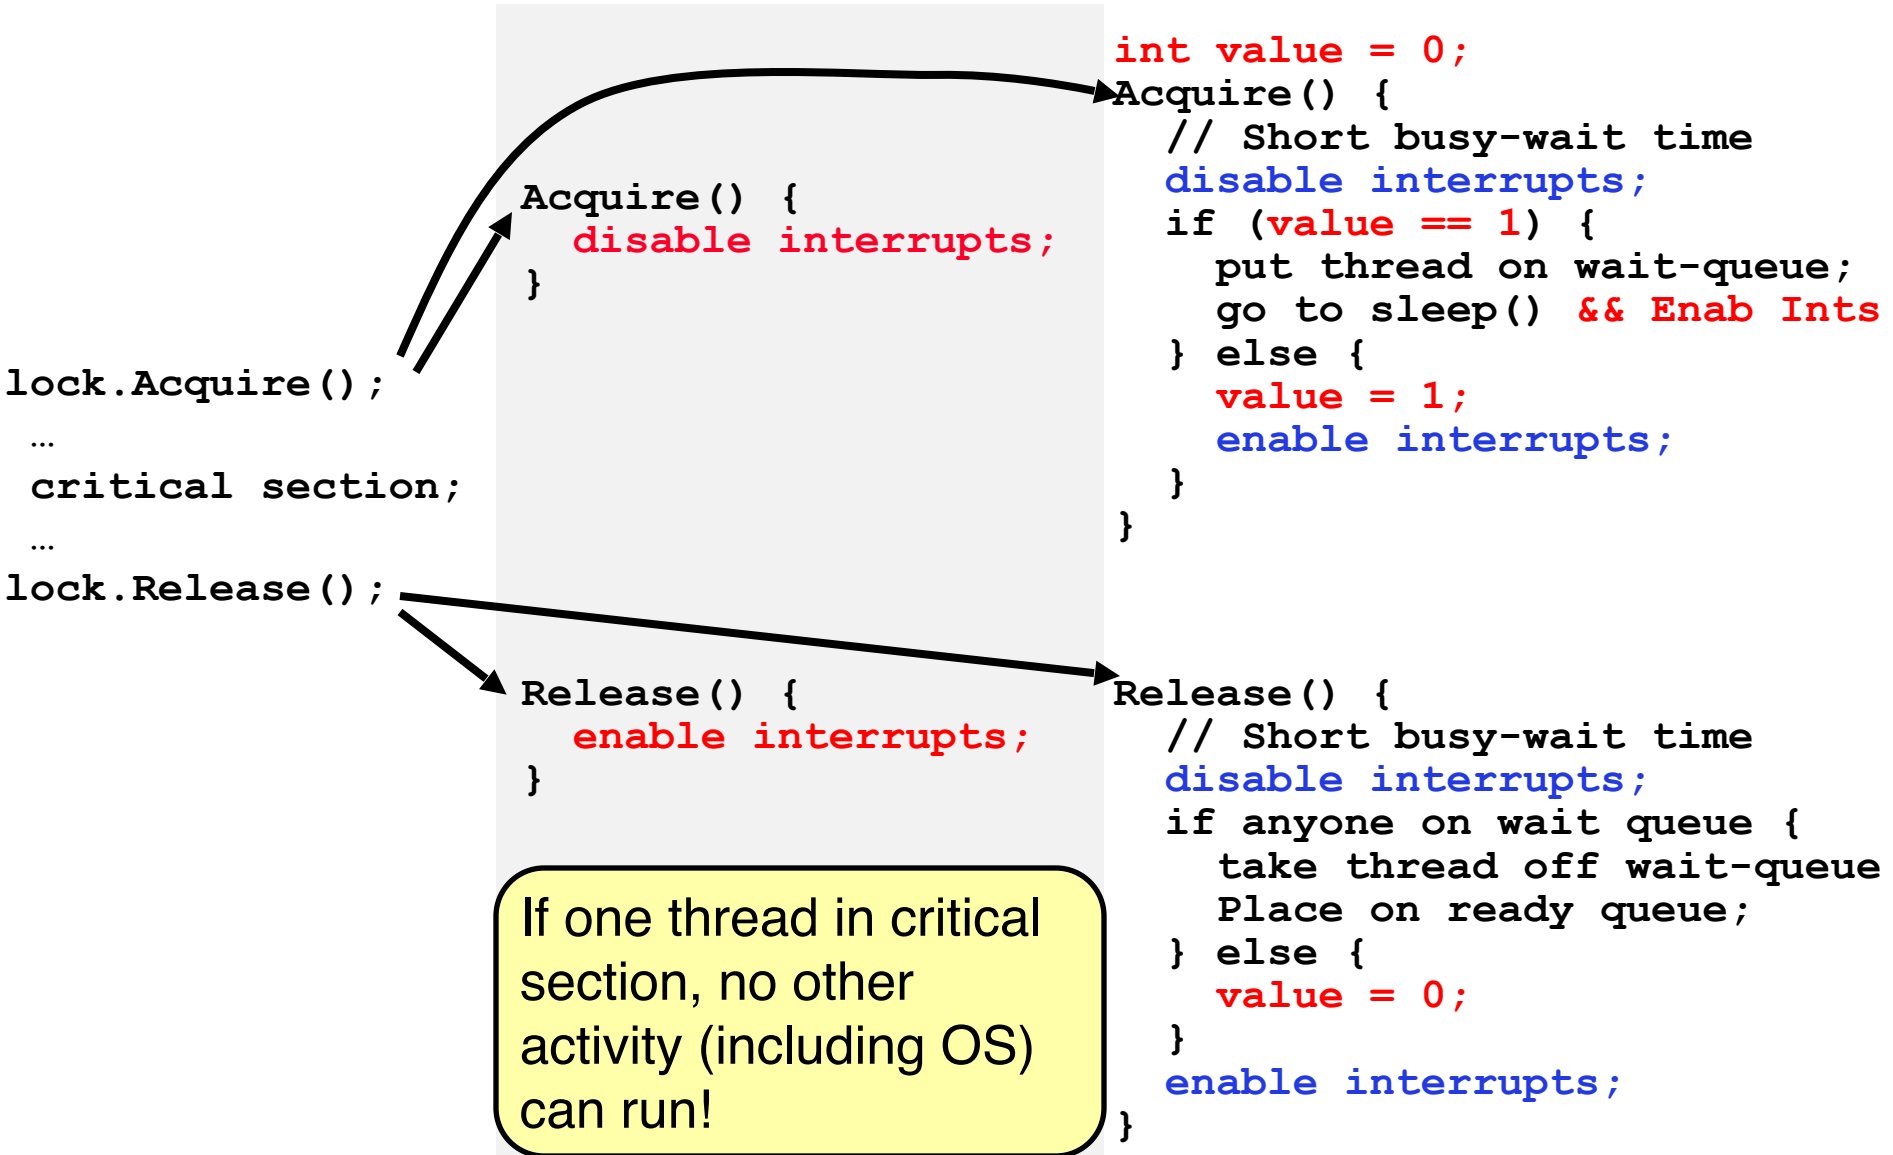 lock.Acquire();
…
critical section;
…
lock.Release();
Acquire() {
disable interrupts;
}
Release() {
enable interrupts;
}
If one thread in critical
section, no other
activity (including OS)
can run!
int value = 0;
Acquire() {
// Short busy-wait time
disable interrupts;
if (value == 1) {
put thread on wait-queue;
go to sleep() && Enab Ints
} else {
value = 1;
enable interrupts;
}
}
Release() {
// Short busy-wait time
disable interrupts;
if anyone on wait queue {
take thread off wait-queue
Place on ready queue;
} else {
value = 0;
}
enable interrupts;
}